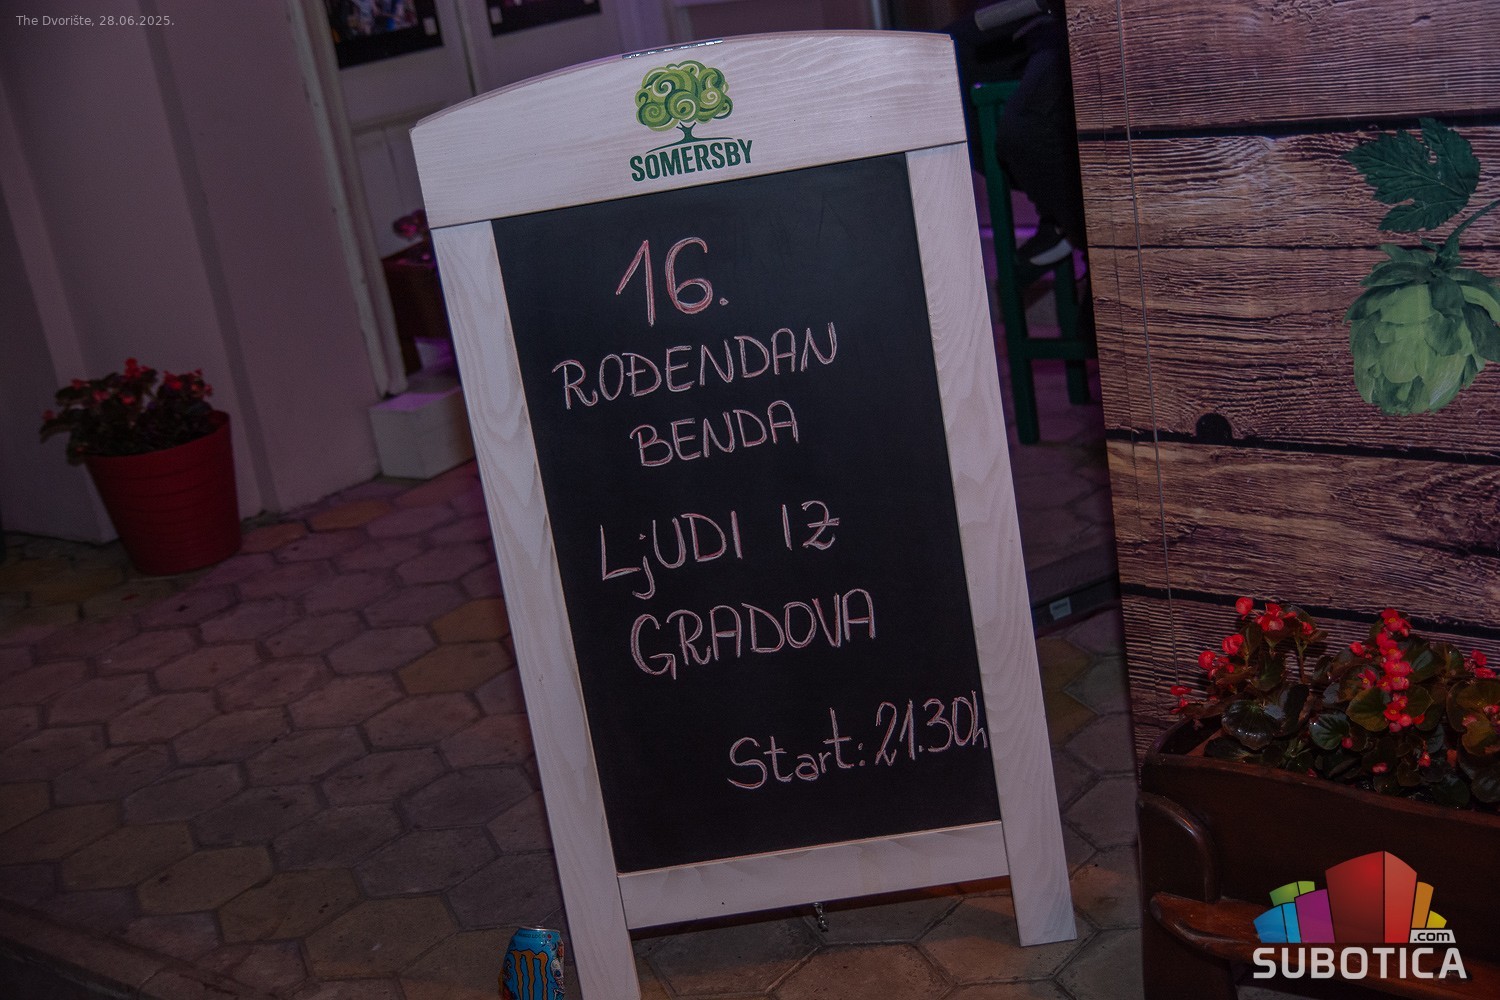 The Dvorište, 28.06.2025.
SOMERSBY
16.
ROĐENDAN
BENDA
LjUDI IZ
GRADOVA
Start: 21.30h
.com
SUBOTICA